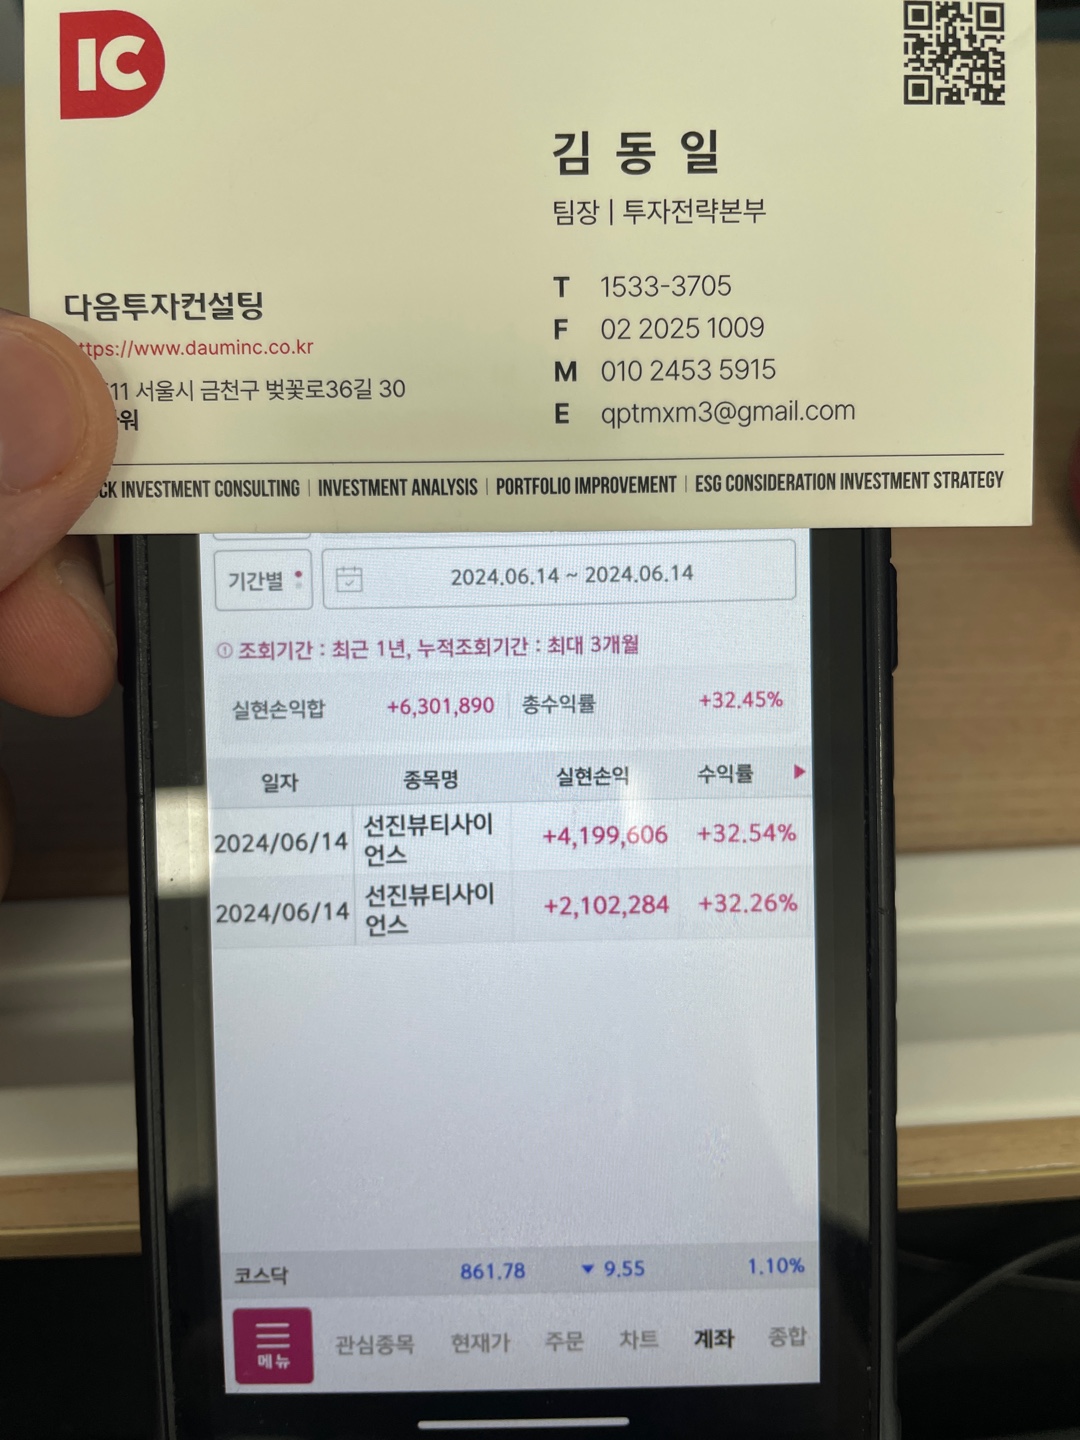 IC
김동일
팀장 | 투자전략본부
다음투자컨설팅
ttps://www.dauminc.co.kr
11 서울시 금천구 벚꽃로36길 30
워
T 1533-3705
F 02 2025 1009
M 010 2453 5915
E qptmxm3@gmail.com
CK INVESTMENT CONSULTING | INVESTMENT ANALYSIS | PORTFOLIO IMPROVEMENT | ESG CONSIDERATION INVESTMENT STRATEGY
기간별 2024.06.14 ~ 2024.06.14
조회기간 : 최근 1년, 누적조회기간 : 최대 3개월
실현손익합 +6,301,890 총수익률 +32.45%
일자 종목명 실현손익 수익률
2024/06/14 선진뷰티사이언스 +4,199,606 +32.54%
2024/06/14 선진뷰티사이언스 +2,102,284 +32.26%
코스닥 861.78 ▼ 9.55 1.10%
메뉴 관심종목 현재가 주문 차트 계좌 종합